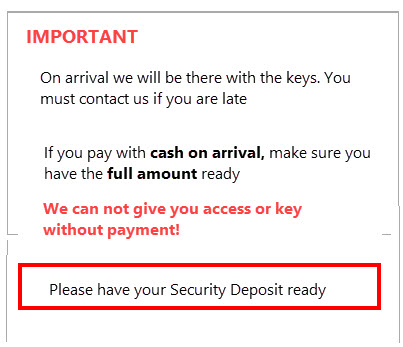 IMPORTANT
On arrival we will be there with the keys. You
must contact us if you are late
If you pay with cash on arrival, make sure you
have the full amount ready
We can not give you access or key
without payment!
Please have your Security Deposit ready